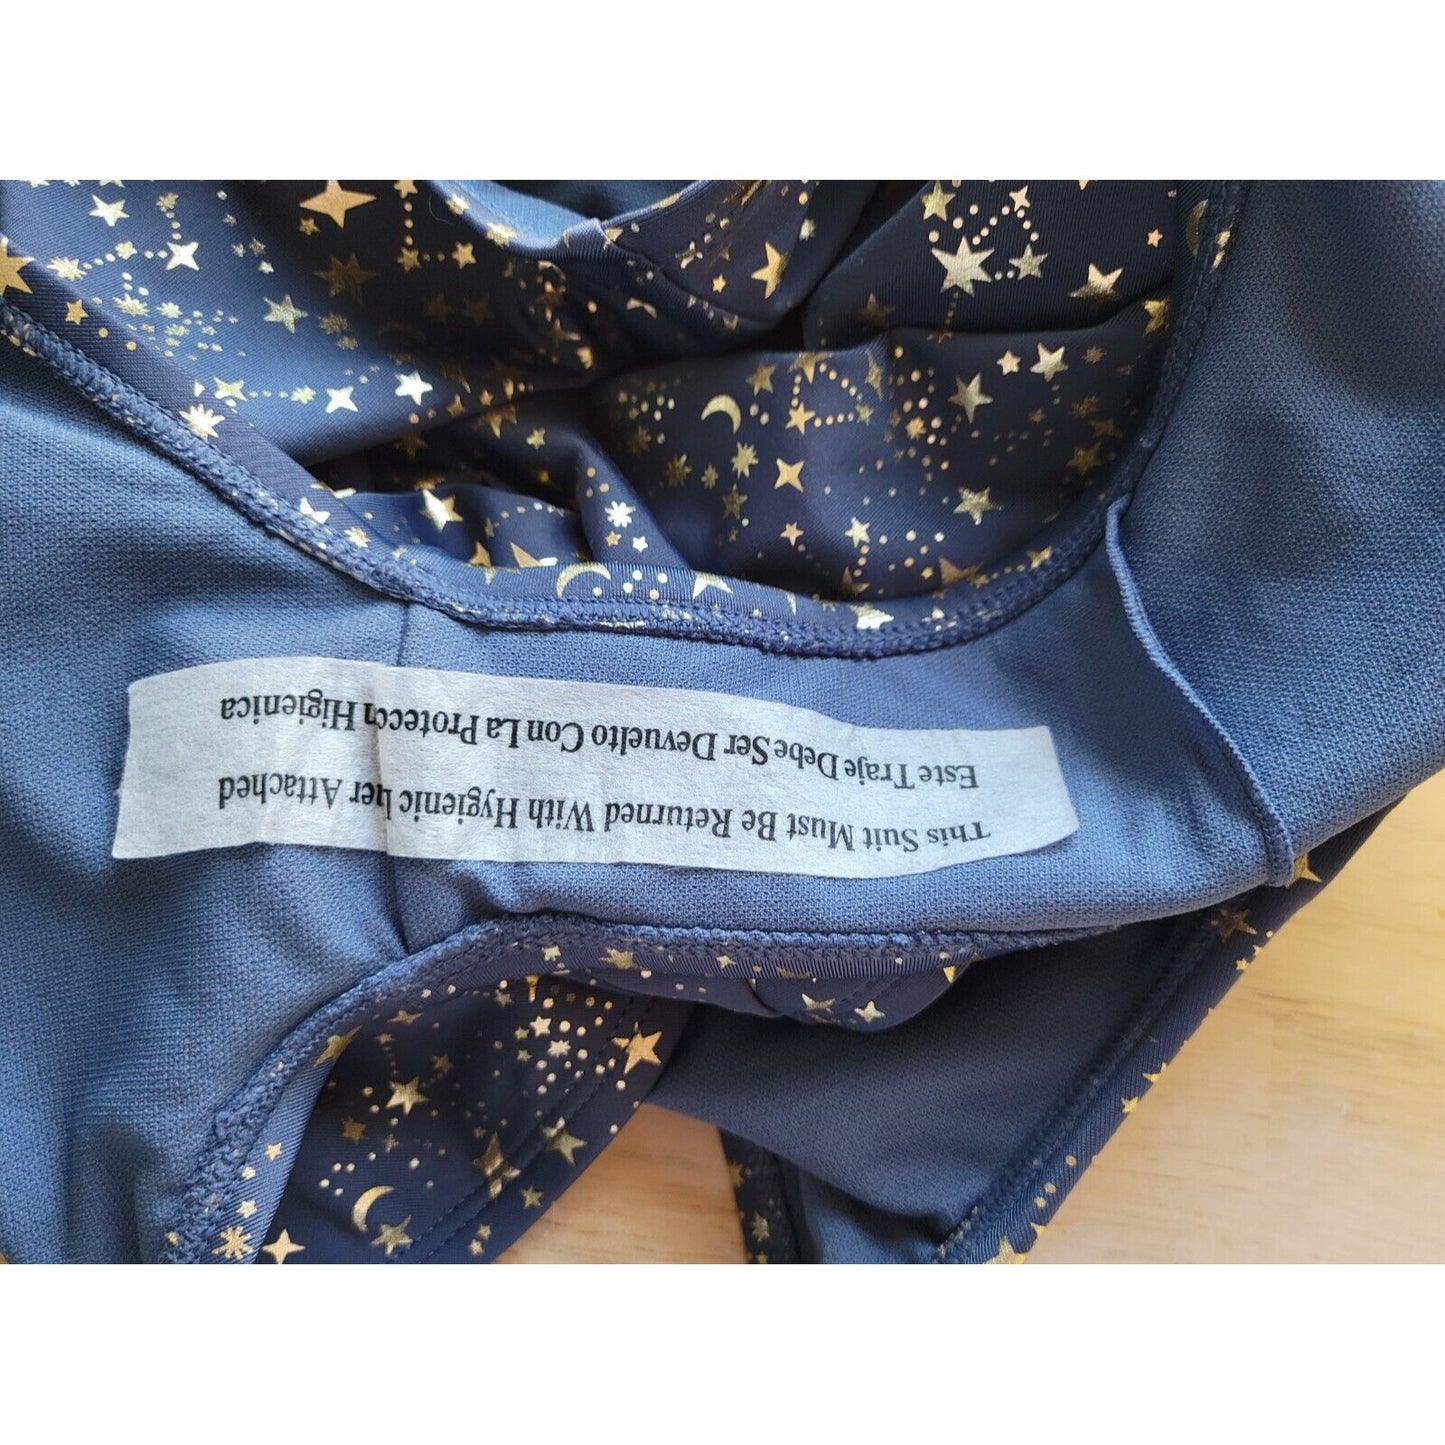 This Suit Must Be Returned With Hygienic Attached
Este Traje Debe Ser Devuelto Con La Higienica